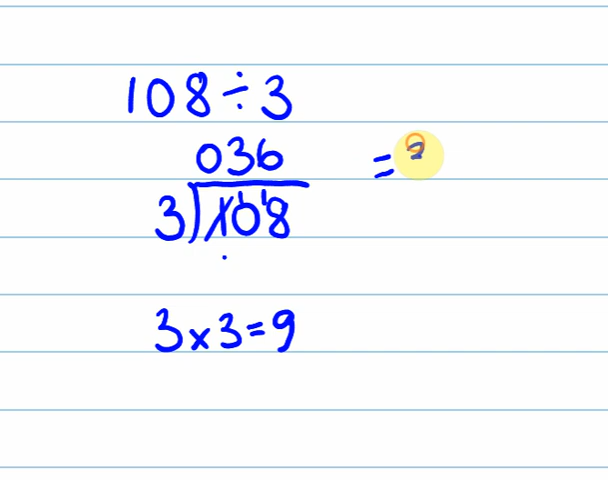 108 ÷ 3
036 =
3)108
3 x 3 = 9